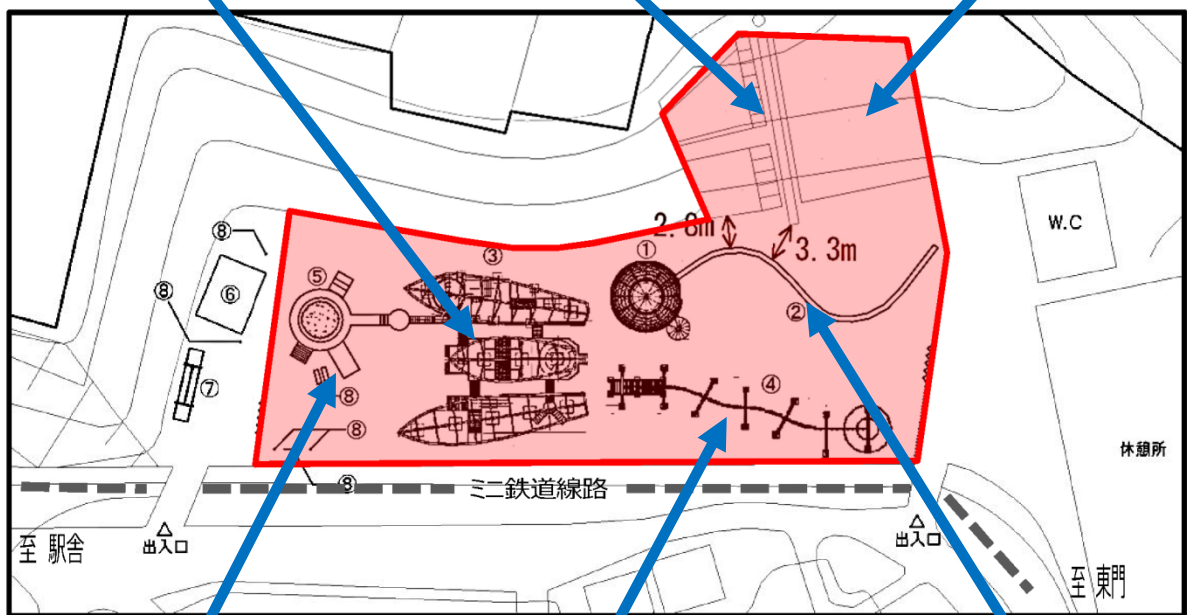 W.C
⑧
2.8m
③
①
3.3m
⑤
⑧
⑥
②
⑦
⑧
④
⑧
休憩所
⑧
ミニ鉄道線路
至 駅舎
△
出入口
△
出入口
至 東門